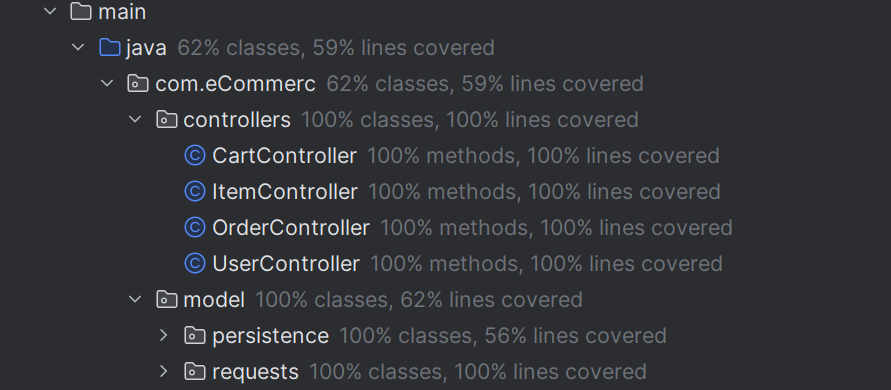 main
java 62% classes, 59% lines covered
com.eCommerc 62% classes, 59% lines covered
controllers 100% classes, 100% lines covered
CartController 100% methods, 100% lines covered
ItemController 100% methods, 100% lines covered
OrderController 100% methods, 100% lines covered
UserController 100% methods, 100% lines covered
model 100% classes, 62% lines covered
persistence 100% classes, 56% lines covered
requests 100% classes, 100% lines covered